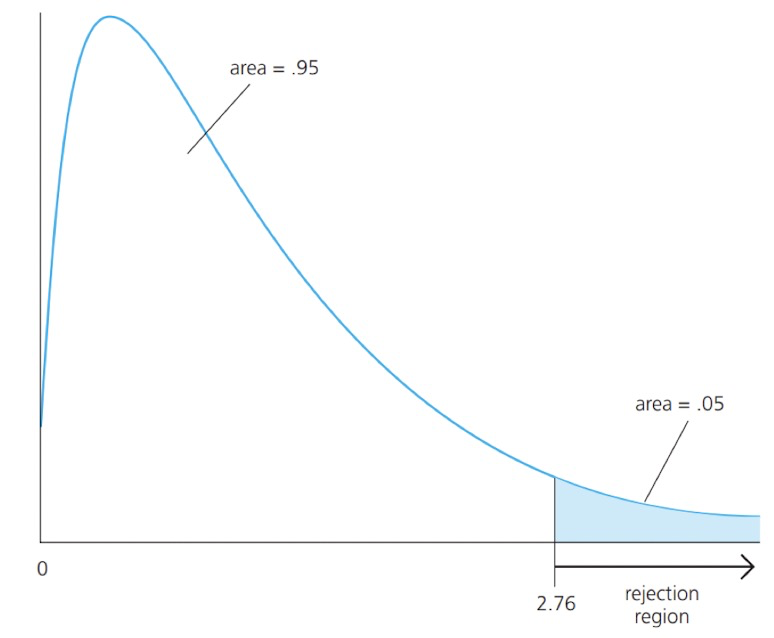 area = .95
area = .05
0
2.76
rejection
region